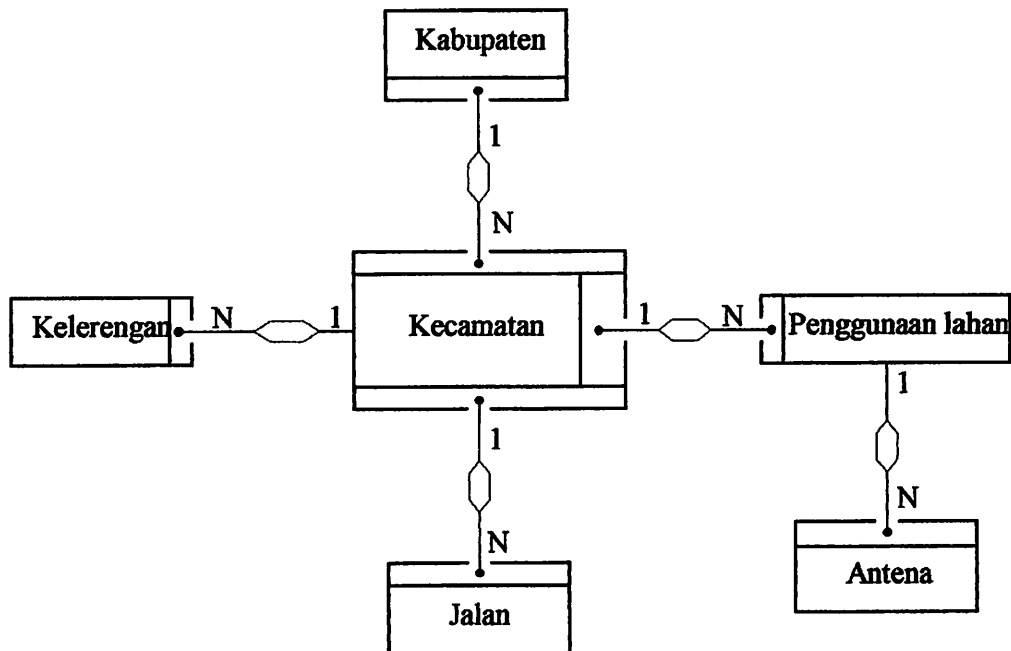 Kabupaten
1
N
Kelerengan
N
1
Kecamatan
1
N
Penggunaan lahan
1
N
Antena
1
N
Jalan